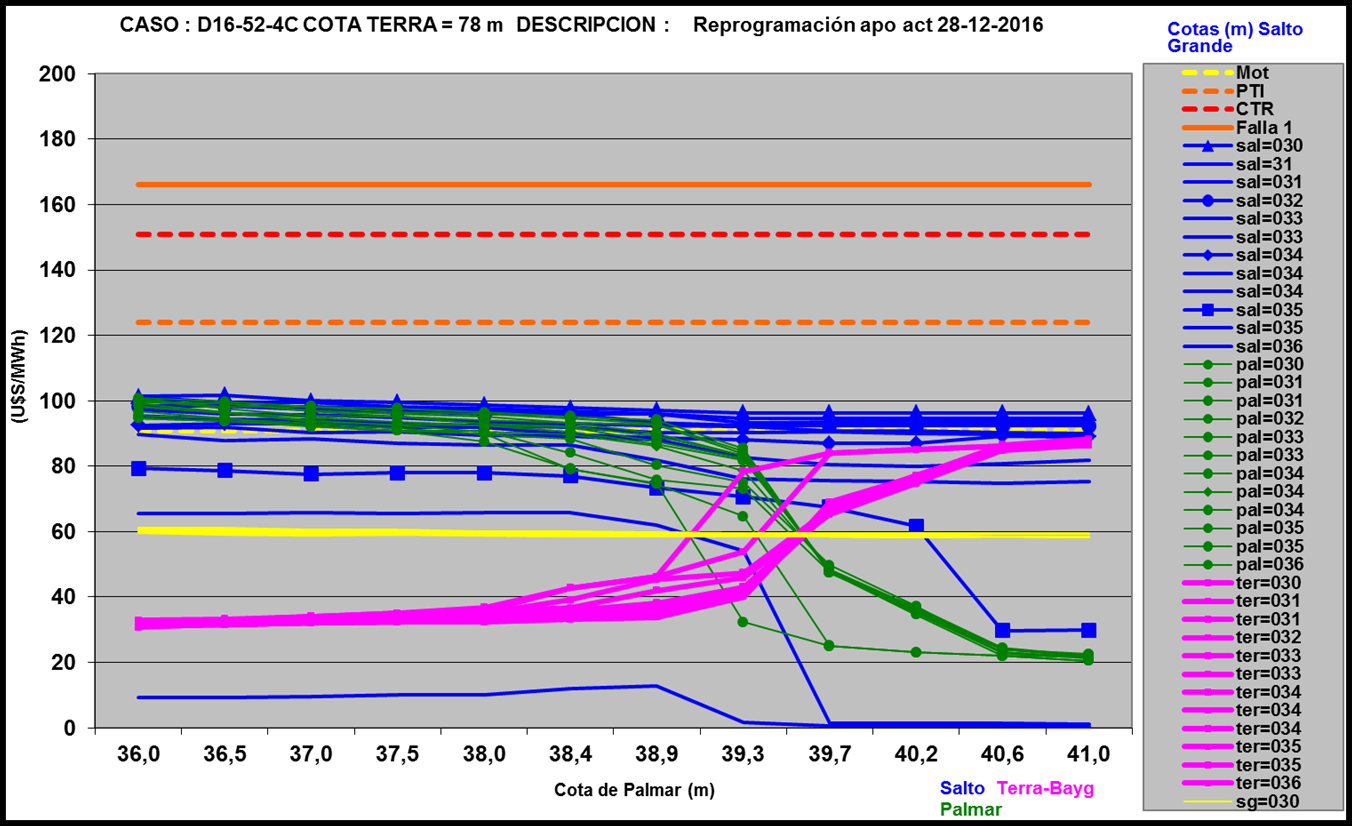 CASO : D16-52-4C COTA TERRA = 78 m   DESCRIPCION :    Reprogramación apo act 28-12-2016
Cotas (m) Salto
Grande
(U$S/MWh)
200
180
160
140
120
100
80
60
40
20
0
36,0 36,5 37,0 37,5 38,0 38,4 38,9 39,3 39,7 40,2 40,6 41,0
Cota de Palmar (m)
Salto Terra-Bayg
Palmar
Mot
PTI
CTR
Falla 1
sal=030
sal=31
sal=031
sal=032
sal=033
sal=033
sal=034
sal=034
sal=034
sal=035
sal=035
sal=036
pal=030
pal=031
pal=031
pal=032
pal=033
pal=033
pal=034
pal=034
pal=034
pal=035
pal=035
pal=036
ter=030
ter=031
ter=031
ter=032
ter=033
ter=033
ter=034
ter=034
ter=034
ter=035
ter=035
ter=036
sg=030